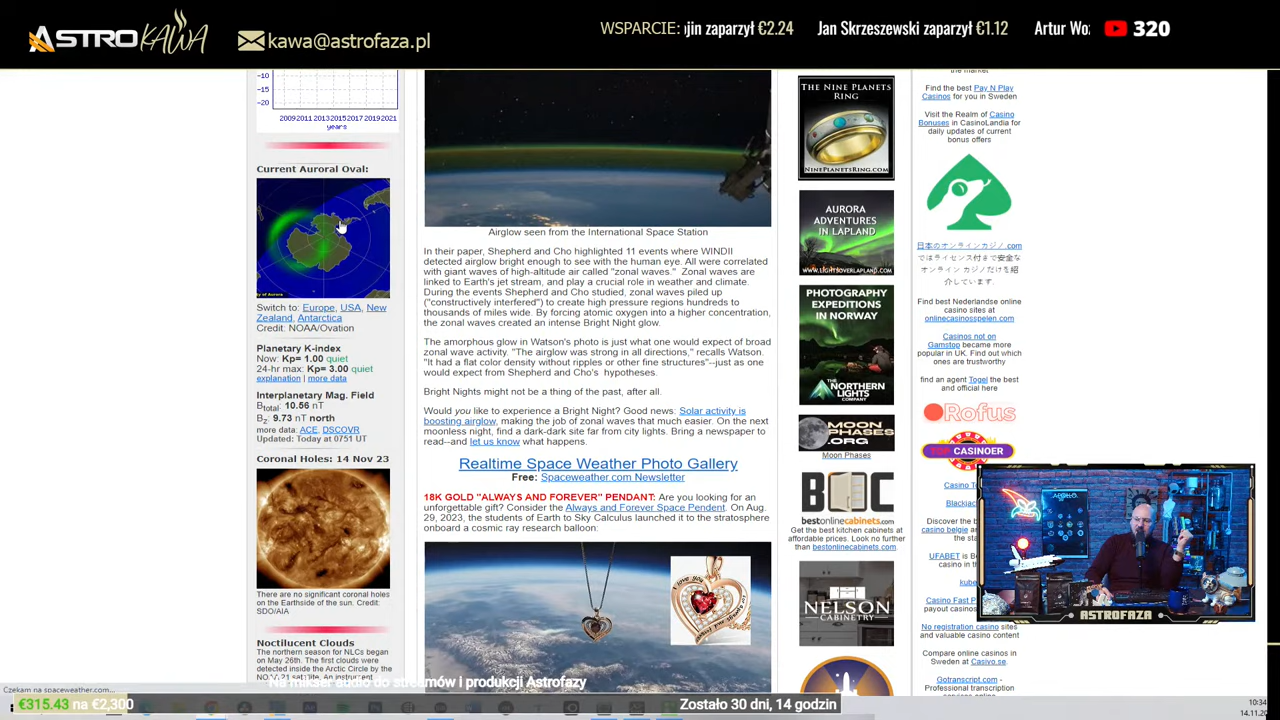 ASTROKAWA
kawa@astrofaza.pl
WSPARCIE: jin zaparzył €2.24 Jan Skrzeszewski zaparzył €1.12 Artur
320
-10
-15
-20
2009 2011 2013 2015 2017 2019 2021
years
Current Auroral Oval:
y of Aurora
Switch to: Europe, USA, New
Zealand, Antarctica
Credit: NOAA/Ovation
Planetary K-index
Now: Kp= 1.00 quiet
24-hr max: Kp= 3.00 quiet
explanation | more data
Interplanetary Mag. Field
Btotal: 10.56 nT
Bz: 9.73 nT north
more data: ACE, DSCOVR
Updated: Today at 0751 UT
Coronal Holes: 14 Nov 23
There are no significant coronal holes
on the Earthside of the sun. Credit:
SDO/AIA
Noctilucent Clouds
The northern season for NLCs began
on May 26th. The first clouds were
detected inside the Arctic Circle by the
NOAA 21 satellite. An instrument
Airglow seen from the International Space Station
In their paper, Shepherd and Cho highlighted 11 events where WINDII
detected airglow bright enough to see with the human eye. All were correlated
with giant waves of high-altitude air called "zonal waves." Zonal waves are
linked to Earth's jet stream, and play a crucial role in weather and climate.
During the events Shepherd and Cho studied, zonal waves piled up
("constructively interfered") to create high pressure regions hundreds to
thousands of miles wide. By forcing atomic oxygen into a higher concentration,
the zonal waves created an intense Bright Night glow.
The amorphous glow in Watson's photo is just what one would expect of broad
zonal wave activity. "The airglow was strong in all directions," recalls Watson.
"It had a flat color density without ripples or other fine structures"--just as one
would expect from Shepherd and Cho's hypotheses.
Bright Nights might not be a thing of the past, after all.
Would you like to experience a Bright Night? Good news: Solar activity is
boosting airglow, making the job of zonal waves that much easier. On the next
moonless night, find a dark-dark site far from city lights. Bring a newspaper to
read--and let us know what happens.
Realtime Space Weather Photo Gallery
Free: Spaceweather.com Newsletter
18K GOLD "ALWAYS AND FOREVER" PENDANT: Are you looking for an
unforgettable gift? Consider the Always and Forever Space Pendent. On Aug.
29, 2023, the students of Earth to Sky Calculus launched it to the stratosphere
onboard a cosmic ray research balloon:
I love you
THE NINE PLANETS
RING
NINEPLANETSRING.COM
AURORA
ADVENTURES
IN LAPLAND
WWW.LIGHTSOVERLAPLAND.COM
PHOTOGRAPHY
EXPEDITIONS
IN NORWAY
THE
NORTHERN
LIGHTS
COMPANY
MOON
PHASES
.ORG
Moon Phases
BOC
bestonlinecabinets.com
Get the best kitchen cabinets at
affordable prices. Look no further
than bestonlinecabinets.com.
NELSON
CABINETRY
the market
Find the best Pay N Play
Casinos for you in Sweden
Visit the Realm of Casino
Bonuses in CasinoLandia for
daily updates of current
bonus offers
日本のオンラインカジノ.com
ではライセンス付きで安全な
オンライン カジノだけを紹
介しています.
Find best Nederlandse online
casino sites at
onlinecasinosspelen.com
Casinos not on
Gamstop became more
popular in UK. Find out which
ones are trustworthy
find an agent Togel the best
and official here
Rofus
TOP CASINOER
Casino
Blackjac
Discover the
casino belgie
the
UFABET is
casino in
kub
Casino Fast
payout casinos
No registration casino sites
and valuable casino content
Compare online casinos in
Sweden at Casivo.se.
Gotranscript.com -
Professional transcription
APOLLO
ASTROFAZA
Czekam na spaceweather.com...
Na mikser audio do streamów i produkcji Astrofazy
€315.43 na €2,300
Zostało 30 dni, 14 godzin
10:34
14.11.20